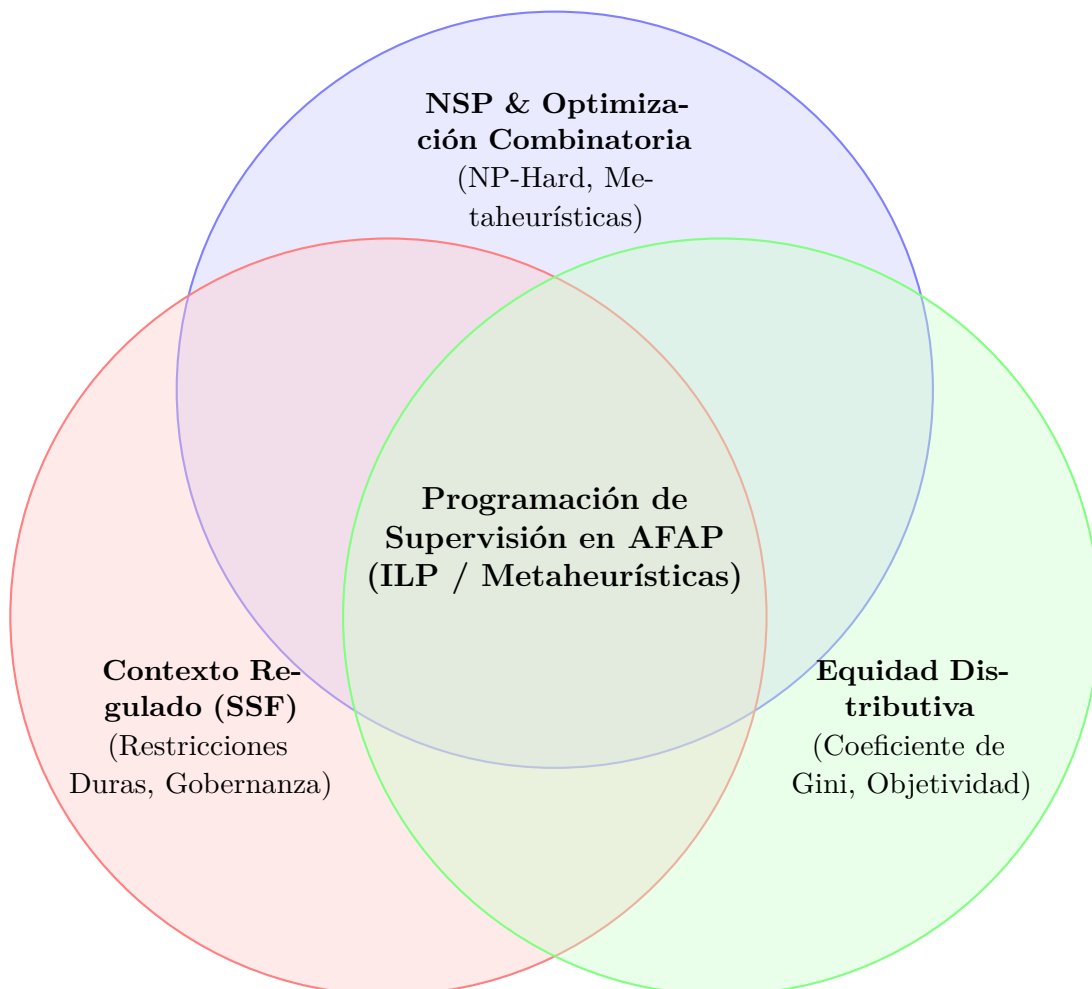 NSP & Optimiza-
ción Combinatoria
(NP-Hard, Me-
taheurísticas)
Programación de
Supervisión en AFAP
(ILP / Metaheurísticas)
Contexto Re-
gulado (SSF)
(Restricciones
Duras, Gobernanza)
Equidad Dis-
tributiva
(Coeficiente de
Gini, Objetividad)